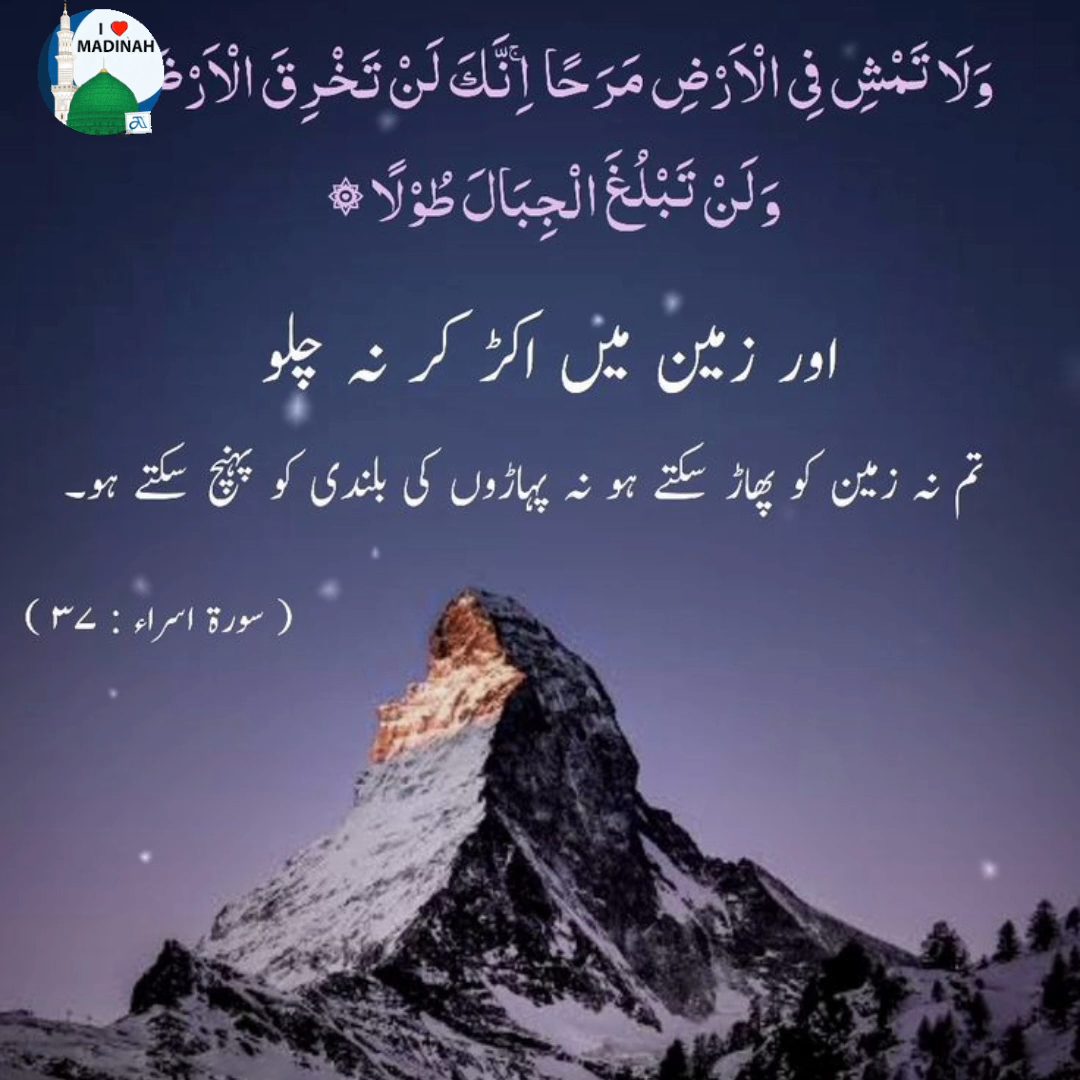 I ❤ MADINAH
وَلَا تَمْشِ فِي الْاَرْضِ مَرَحًا ۚ اِنَّكَ لَنْ تَخْرِقَ الْاَرْضَ
وَلَنْ تَبْلُغَ الْجِبَالَ طُوْلًا ۞
اور زمین میں اکڑ کر نہ چلو
تم نہ زمین کو پھاڑ سکتے ہو نہ پہاڑوں کی بلندی کو پہنچ سکتے ہو۔
( سورۃ اسراء : ۳۷ )